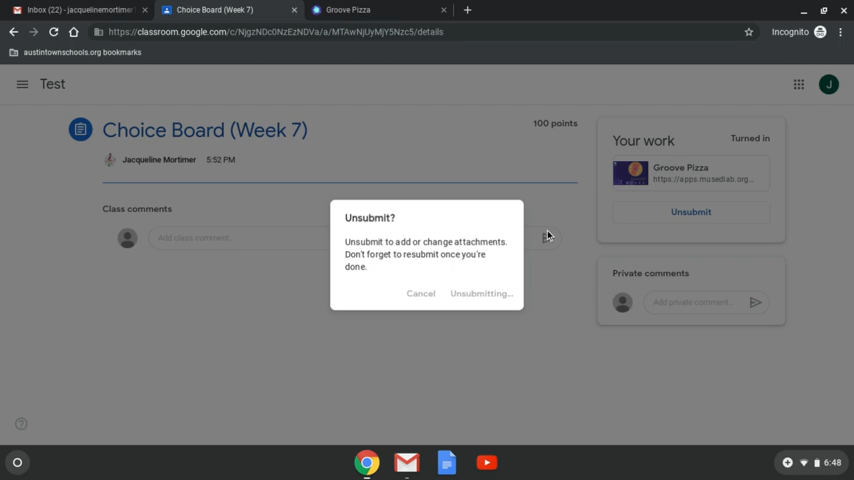 Inbox (22) - jacquelinemortimer
Choice Board (Week 7)
Groove Pizza
https://classroom.google.com/c/NjgzNDc0NzEzNDVa/a/MTAwNjUyMjY5Nzc5/details
Incognito
austintownschools.org bookmarks
Test
J
Choice Board (Week 7)
100 points
Jacqueline Mortimer 5:52 PM
Class comments
Add class comment...
Your work
Turned in
Groove Pizza
https://apps.musedlab.org...
Unsubmit
Private comments
Add private comment...
Unsubmit?
Unsubmit to add or change attachments.
Don't forget to resubmit once you're
done.
Cancel
Unsubmitting...
6:48